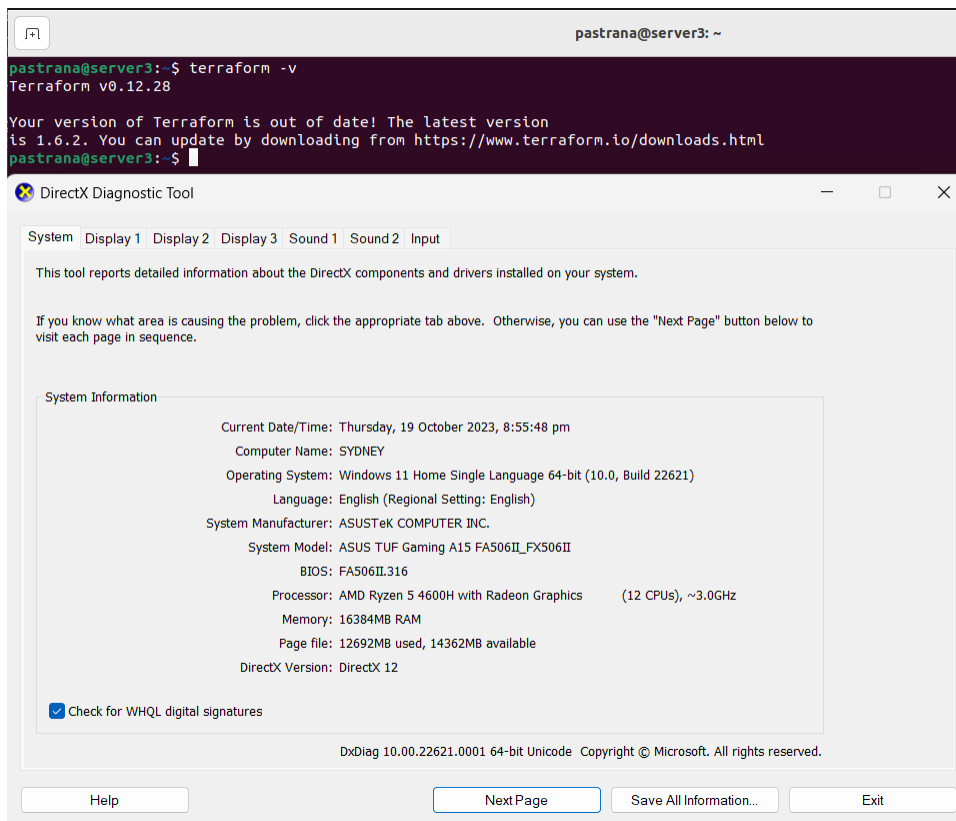 pastrana@server3: ~
pastrana@server3:~$ terraform -v
Terraform v0.12.28
Your version of Terraform is out of date! The latest version
is 1.6.2. You can update by downloading from https://www.terraform.io/downloads.html
pastrana@server3:~$
DirectX Diagnostic Tool
System Display 1 Display 2 Display 3 Sound 1 Sound 2 Input
This tool reports detailed information about the DirectX components and drivers installed on your system.
If you know what area is causing the problem, click the appropriate tab above.  Otherwise, you can use the "Next Page" button below to
visit each page in sequence.
System Information
Current Date/Time: Thursday, 19 October 2023, 8:55:48 pm
Computer Name: SYDNEY
Operating System: Windows 11 Home Single Language 64-bit (10.0, Build 22621)
Language: English (Regional Setting: English)
System Manufacturer: ASUSTeK COMPUTER INC.
System Model: ASUS TUF Gaming A15 FA506II_FX506II
BIOS: FA506II.316
Processor: AMD Ryzen 5 4600H with Radeon Graphics (12 CPUs), ~3.0GHz
Memory: 16384MB RAM
Page file: 12692MB used, 14362MB available
DirectX Version: DirectX 12
Check for WHQL digital signatures
DxDiag 10.00.22621.0001 64-bit Unicode  Copyright © Microsoft. All rights reserved.
Help Next Page Save All Information... Exit